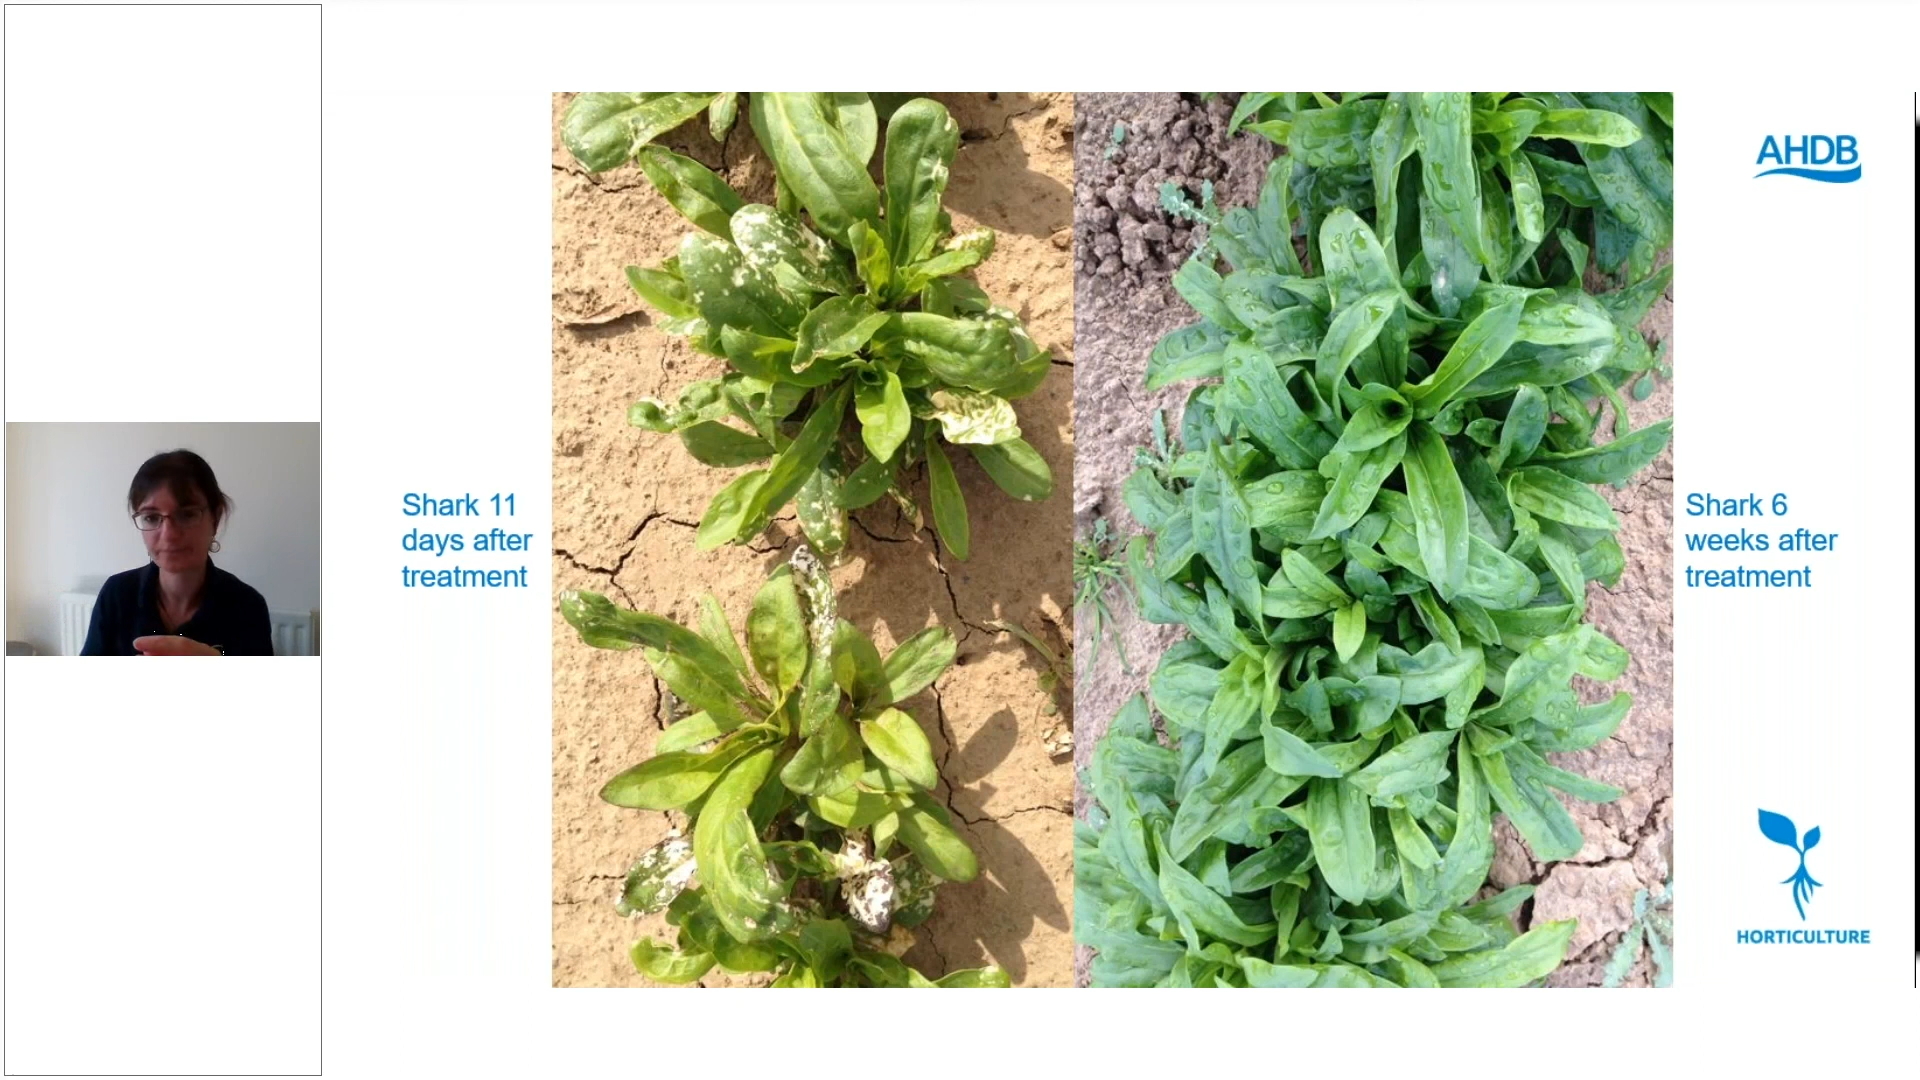 Shark 11
days after
treatment
AHDB
Shark 6
weeks after
treatment
HORTICULTURE